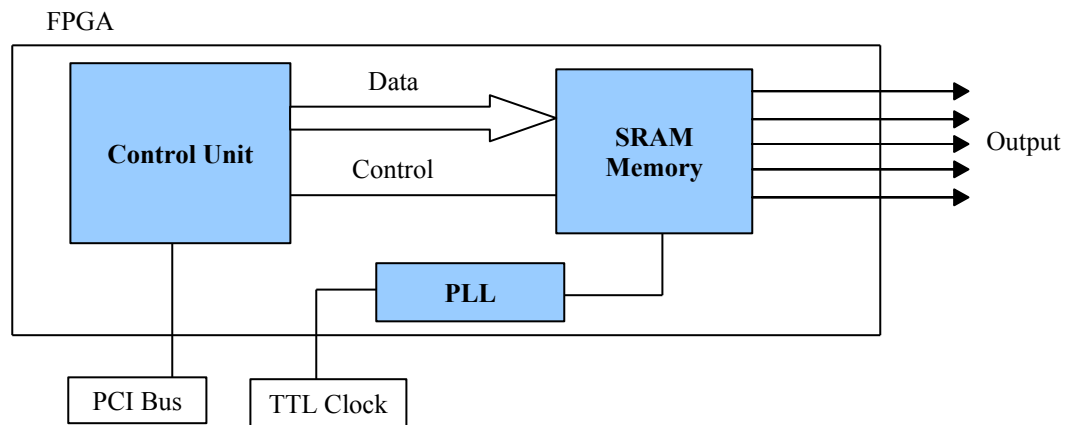 FPGA
Data
Control Unit
SRAM
Memory
Output
Control
PLL
PCI Bus
TTL Clock